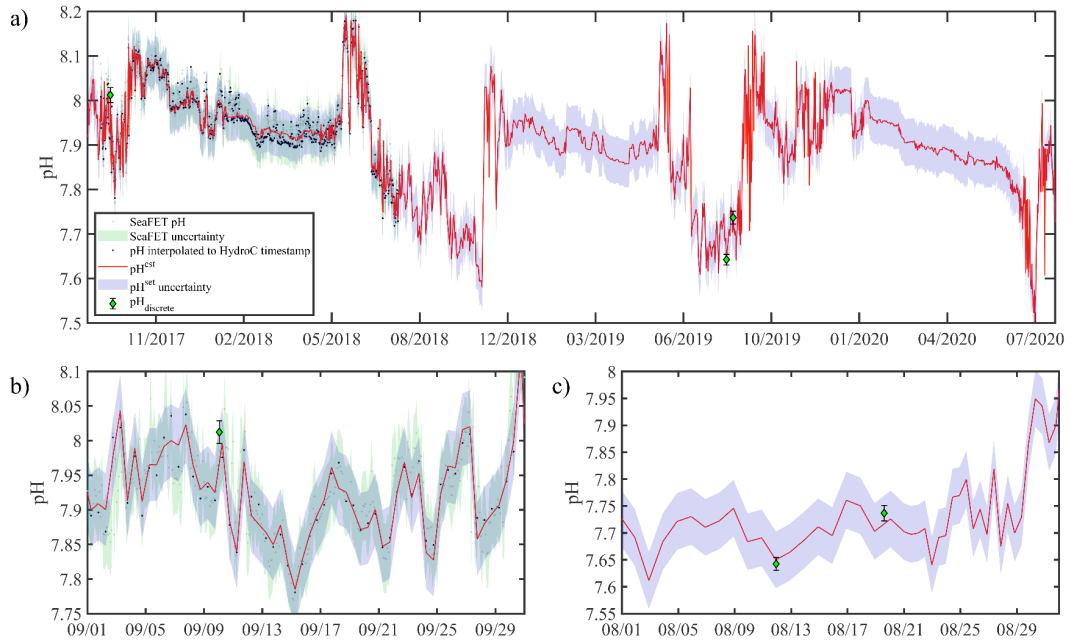 a)
8.2
8.1
8
7.9
7.8
7.7
7.6
7.5
pH
SeaFET pH
SeaFET uncertainty
pH interpolated to HydroC timestamp
pH^est
pH^set uncertainty
pH_discrete
11/2017 02/2018 05/2018 08/2018 12/2018 03/2019 06/2019 10/2019 01/2020 04/2020 07/2020
b)
8.1
8.05
8
7.95
7.9
7.85
7.8
7.75
pH
09/01 09/05 09/09 09/13 09/17 09/21 09/25 09/29
c)
8
7.95
7.9
7.85
7.8
7.75
7.7
7.65
7.6
7.55
pH
08/01 08/05 08/09 08/13 08/17 08/21 08/25 08/29